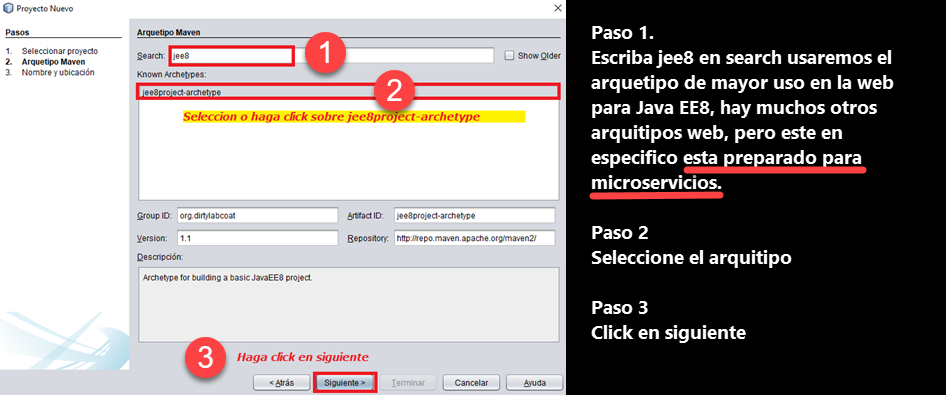 Proyecto Nuevo
Pasos
1. Seleccionar proyecto
2. Arquetipo Maven
3. Nombre y ubicación
Arquetipo Maven
Search: jee8
Show Older
1
Known Archetypes:
jee8project-archetype
2
Seleccion o haga click sobre jee8project-archetype
Group ID: org.dirtylabcoat
Artifact ID: jee8project-archetype
Version: 1.1
Repository: http://repo.maven.apache.org/maven2/
Descripción:
Archetype for building a basic JavaEE8 project.
3
Haga click en siguiente
< Atrás
Siguiente >
Terminar
Cancelar
Ayuda
Paso 1.
Escriba jee8 en search usaremos el
arquetipo de mayor uso en la web
para Java EE8, hay muchos otros
arquitipos web, pero este en
especifico esta preparado para
microservicios.
Paso 2
Seleccione el arquitipo
Paso 3
Click en siguiente